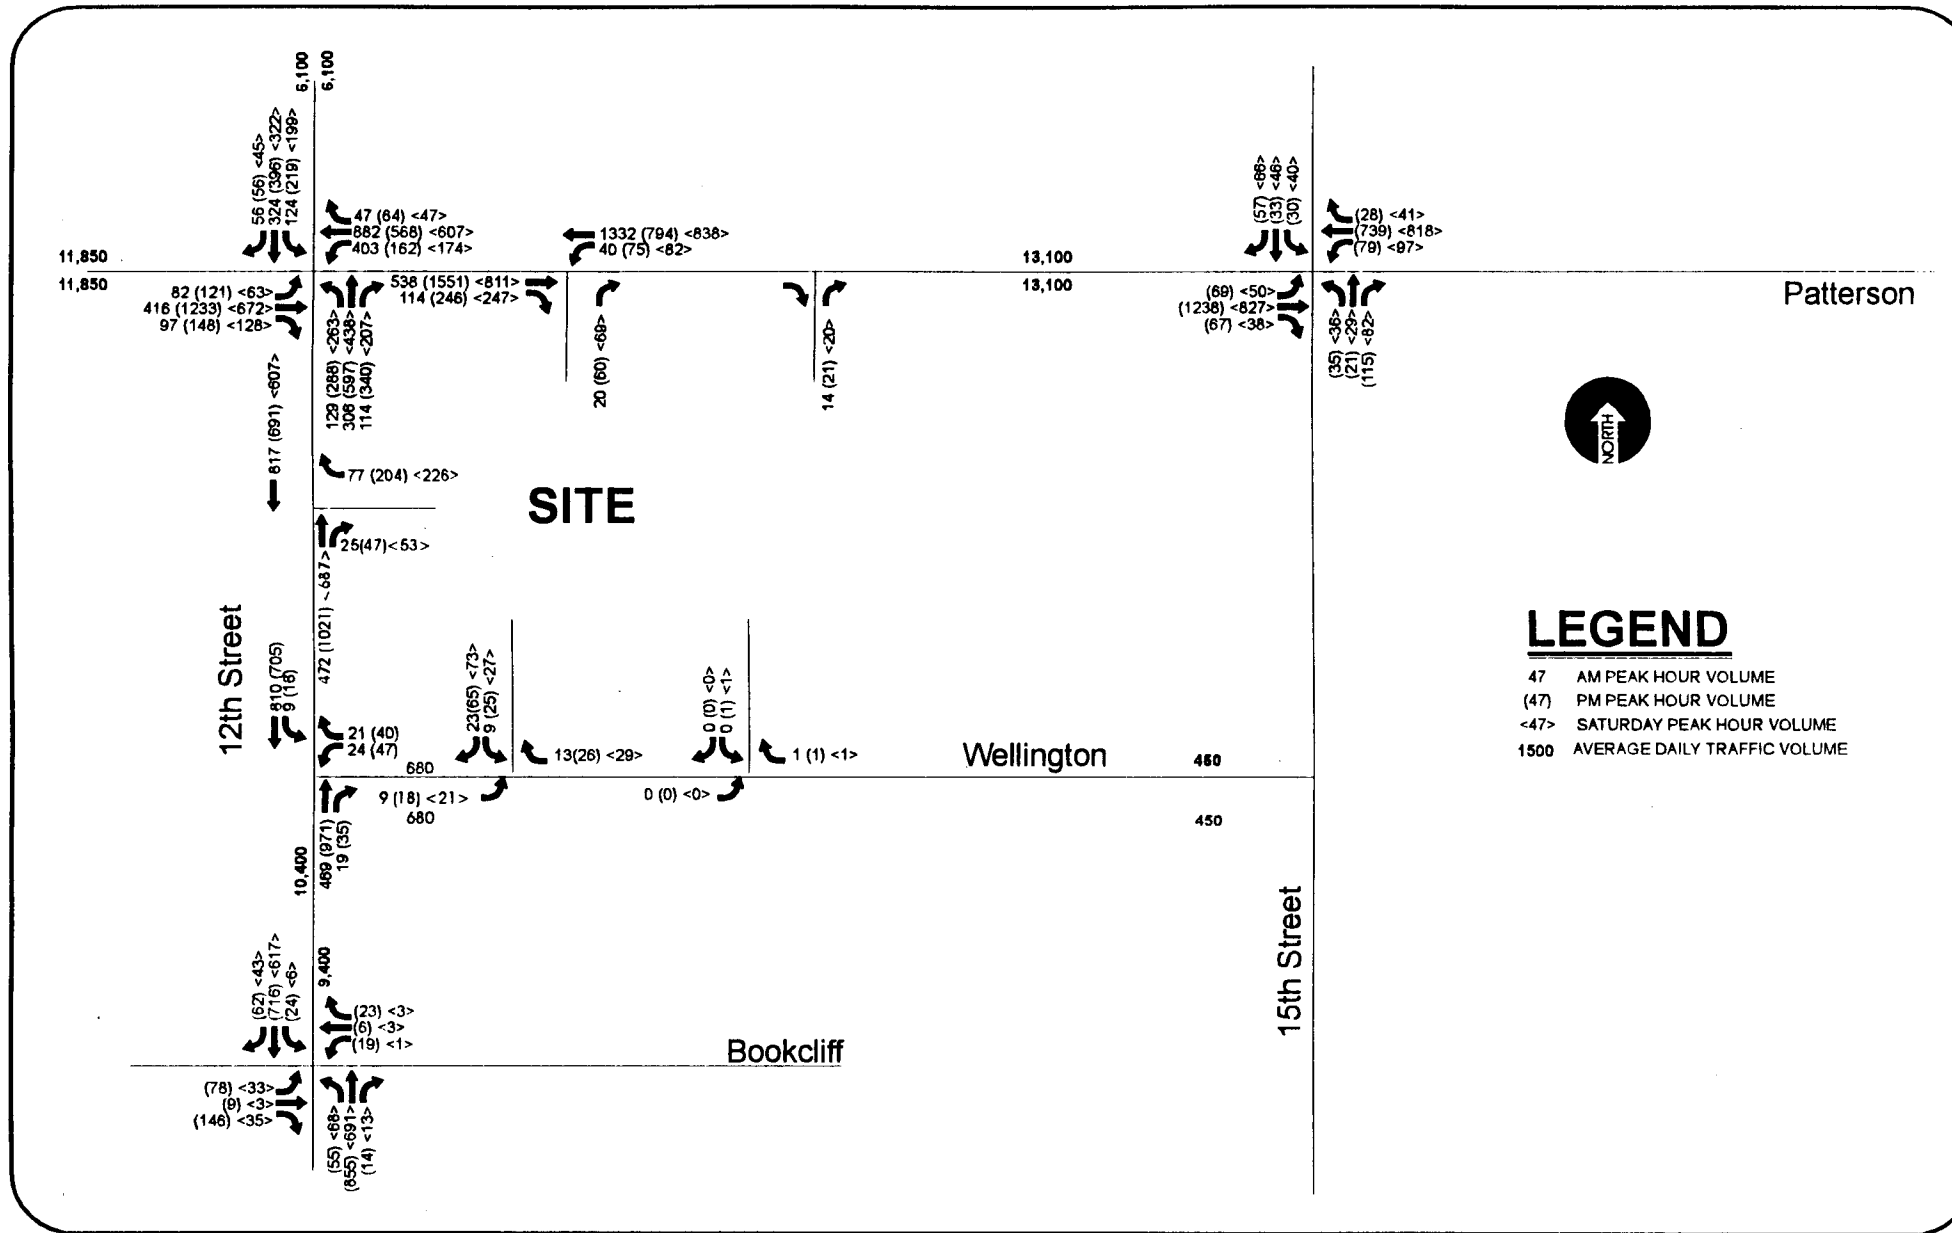 6,100
6,100
56 (56) <45>
324 (396) <322>
124 (219) <199>
47 (64) <47>
882 (568) <607>
403 (162) <174>
1332 (794) <838>
40 (75) <82>
(57) <66>
(33) <46>
(30) <40>
(28) <41>
(739) <818>
(79) <97>
11,850
11,850
13,100
13,100
82 (121) <63>
416 (1233) <672>
97 (148) <128>
538 (1551) <811>
114 (246) <247>
(69) <50>
(1238) <827>
(67) <38>
Patterson
129 (288) <263>
306 (597) <438>
114 (340) <207>
20 (60) <69>
14 (21) <20>
(35) <36>
(21) <29>
(115) <82>
817 (691) <607>
NORTH
77 (204) <226>
SITE
25(47)<53>
472 (1021) <687>
12th Street
LEGEND
47 AM PEAK HOUR VOLUME
(47) PM PEAK HOUR VOLUME
<47> SATURDAY PEAK HOUR VOLUME
1500 AVERAGE DAILY TRAFFIC VOLUME
810 (705)
9 (16)
21 (40)
24 (47)
23(65) <73>
9 (25) <27>
13(26) <29>
0 (0) <0>
0 (1) <1>
1 (1) <1>
Wellington
680
450
9 (18) <21>
0 (0) <0>
680
450
469 (971)
19 (35)
10,400
9,400
15th Street
(62) <43>
(716) <617>
(24) <6>
(23) <3>
(6) <3>
(19) <1>
Bookcliff
(78) <33>
(9) <3>
(146) <35>
(55) <66>
(855) <691>
(14) <13>